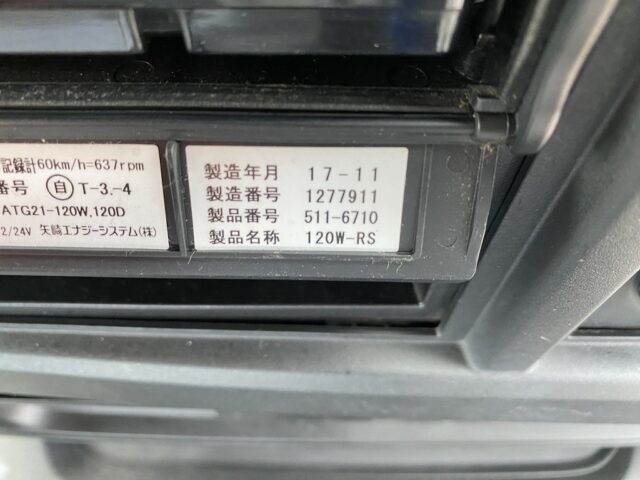 記録計60km/h=637rpm
番号 ㊂自 T-3,-4
ATG21-120W,120D
2/24V 矢崎エナジーシステム(株)
製造年月 17-11
製造番号 1277911
製品番号 511-6710
製品名称 120W-RS